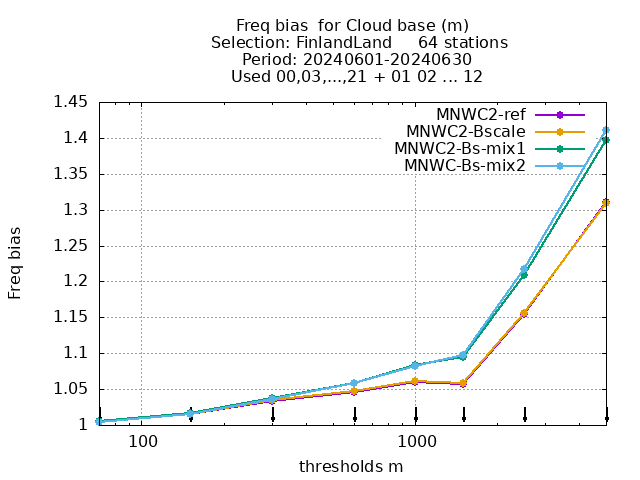 Freq bias  for Cloud base (m)
Selection: FinlandLand     64 stations
Period: 20240601-20240630
Used 00,03,...,21 + 01 02 ... 12
MNWC2-ref
MNWC2-Bscale
MNWC2-Bs-mix1
MNWC-Bs-mix2
1.45
1.4
1.35
1.3
1.25
1.2
1.15
1.1
1.05
1
Freq bias
100
1000
thresholds m